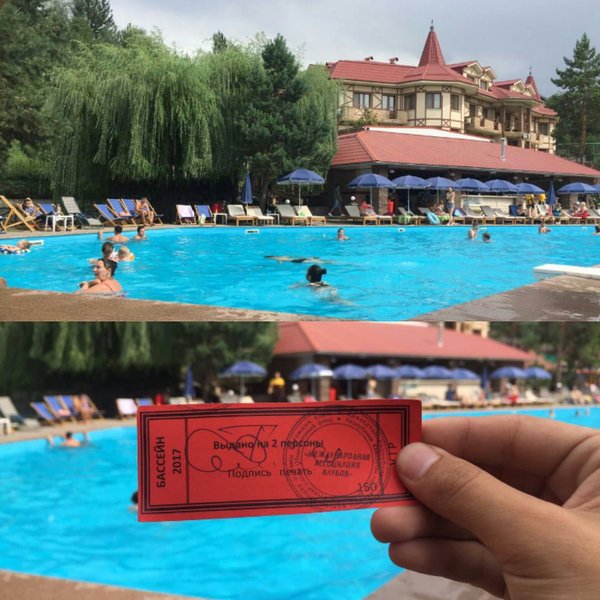 БАССЕЙН
2017
Выдано на 2 персоны
Подпись печать
«МЕЖДУНАРОДНАЯ
АССОЦИАЦИЯ
КЛУБОВ»
150